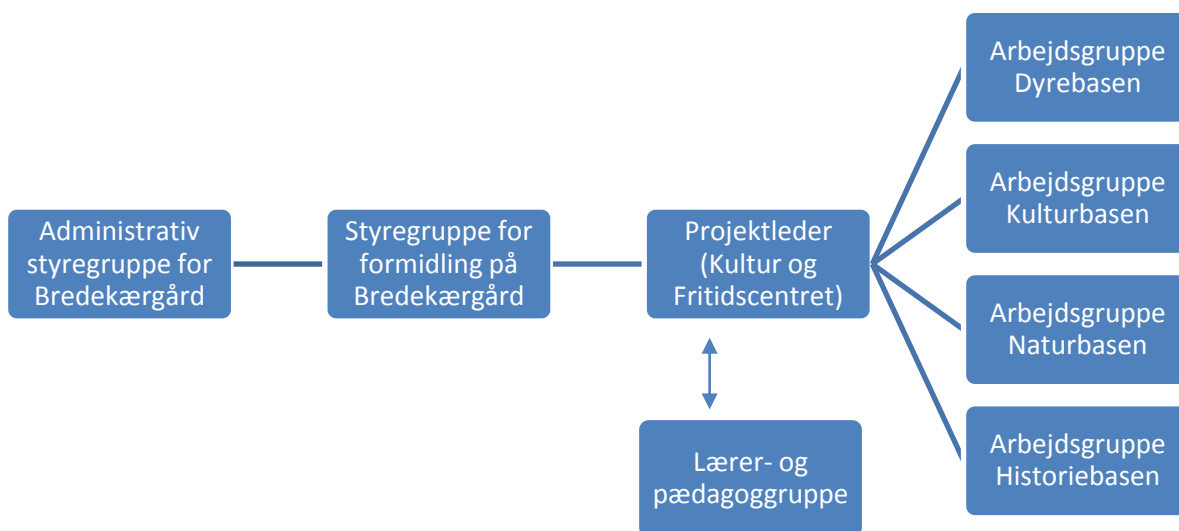 Administrativ
styregruppe for
Bredekærgård
Styregruppe for
formidling på
Bredekærgård
Projektleder
(Kultur og
Fritidscentret)
Lærer- og
pædagoggruppe
Arbejdsgruppe
Dyrebasen
Arbejdsgruppe
Kulturbasen
Arbejdsgruppe
Naturbasen
Arbejdsgruppe
Historiebasen